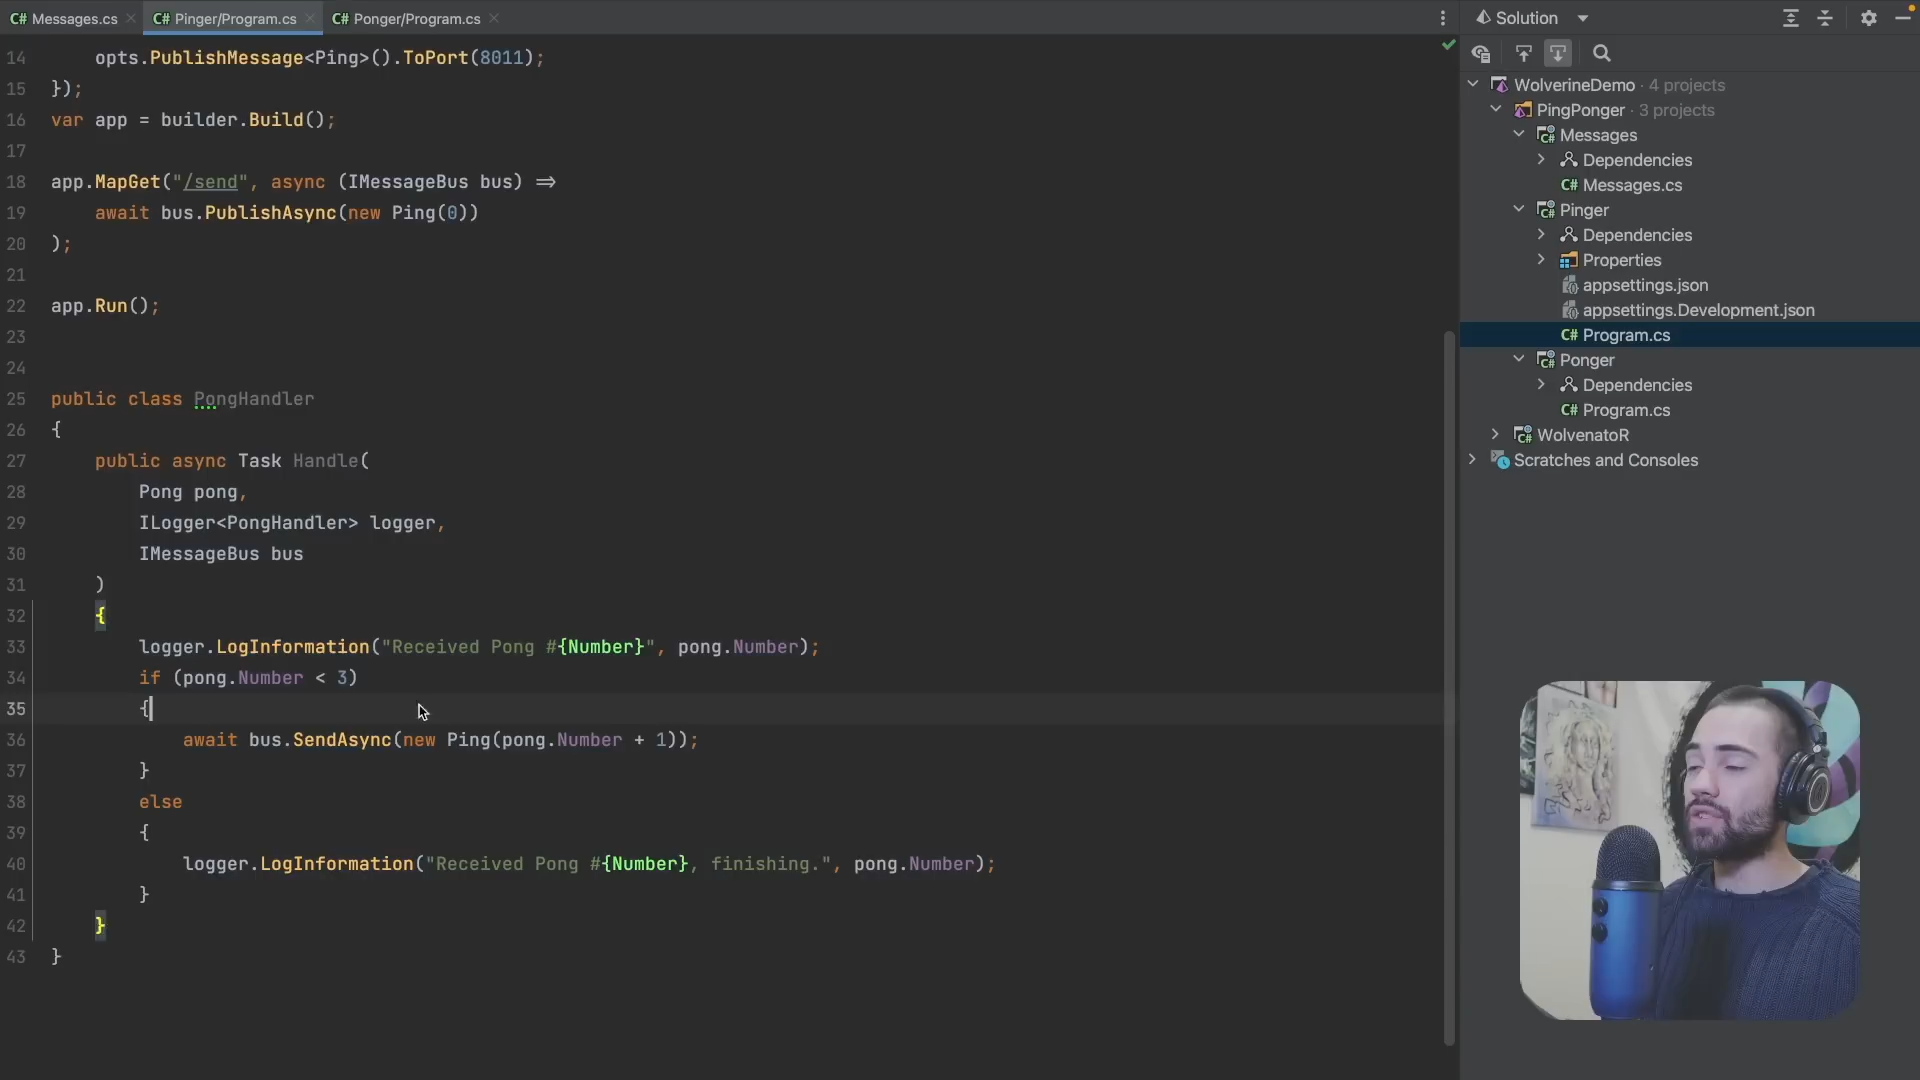 Messages.cs
Pinger/Program.cs
Ponger/Program.cs
14 opts.PublishMessage<Ping>().ToPort(8011);
15 });
16 var app = builder.Build();
17
18 app.MapGet("/send", async (IMessageBus bus) =>
19 await bus.PublishAsync(new Ping(0))
20 );
21
22 app.Run();
23
24
25 public class PongHandler
26 {
27 public async Task Handle(
28 Pong pong,
29 ILogger<PongHandler> logger,
30 IMessageBus bus
31 )
32 {
33 logger.LogInformation("Received Pong #{Number}", pong.Number);
34 if (pong.Number < 3)
35 {
36 await bus.SendAsync(new Ping(pong.Number + 1));
37 }
38 else
39 {
40 logger.LogInformation("Received Pong #{Number}, finishing.", pong.Number);
41 }
42 }
43 }
Solution
WolverineDemo · 4 projects
PingPonger · 3 projects
Messages
Dependencies
C# Messages.cs
Pinger
Dependencies
Properties
appsettings.json
appsettings.Development.json
C# Program.cs
Ponger
Dependencies
C# Program.cs
WolvenatoR
Scratches and Consoles